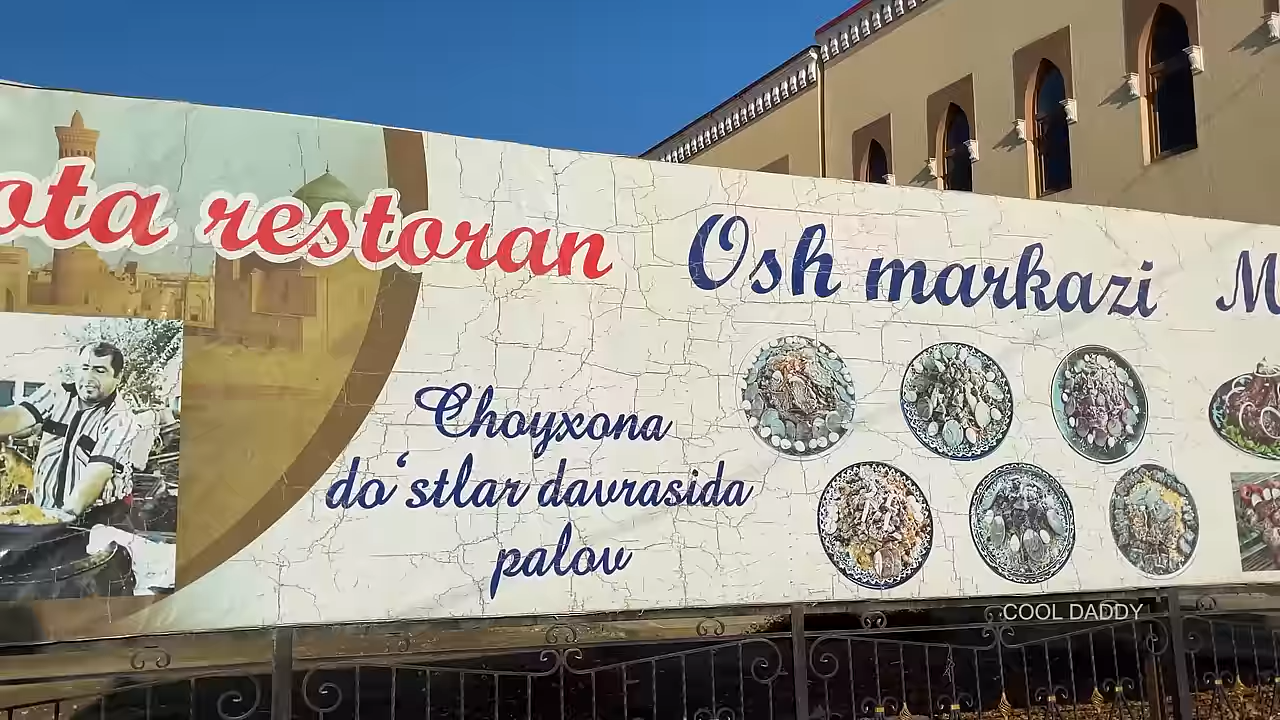 ota restoran
Osh markazi
M
Choyxona
do‘stlar davrasida
palov
COOL DADDY